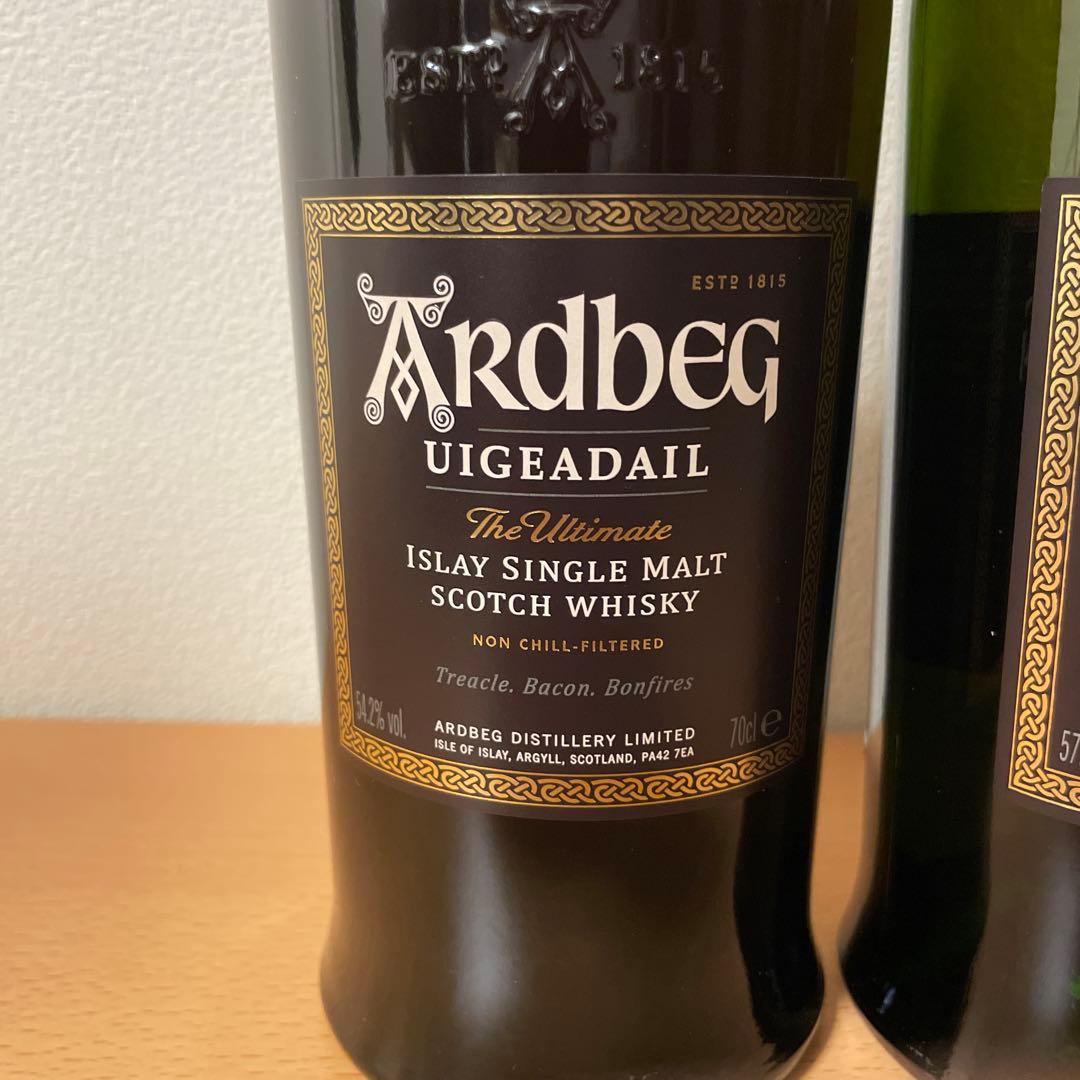 ESTᴰ 1815
ESTᴰ 1815
ARDBEG
UIGEADAIL
The Ultimate
ISLAY SINGLE MALT
SCOTCH WHISKY
NON CHILL-FILTERED
Treacle. Bacon. Bonfires
54.2% vol.
ARDBEG DISTILLERY LIMITED
ISLE OF ISLAY, ARGYLL, SCOTLAND, PA42 7EA
70cl e
57